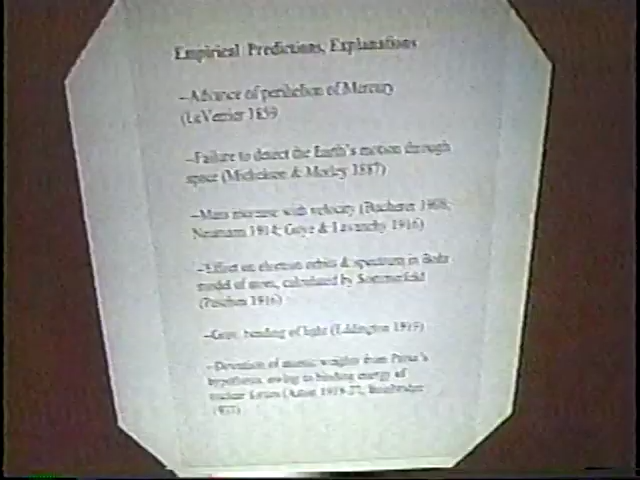 Empirical Predictions, Explanations
–Advance of perihelion of Mercury
(LeVerrier 1859
–Failure to detect the Earth's motion through
space (Michelson & Morley 1887)
–Mass increase with velocity (Bucherer 1908;
Neumann 1914; Guye & Lavanchy 1916)
–Effect on electron orbits & spectrum in Bohr
model of atom, calculated by Sommerfeld
(Paschen 1916)
–Grav. bending of light (Eddington 1919)
–Deviation of atomic weights from Prout's
hypothesis owing to binding energy of
nuclear forces (Aston 1919-27; Bainbridge